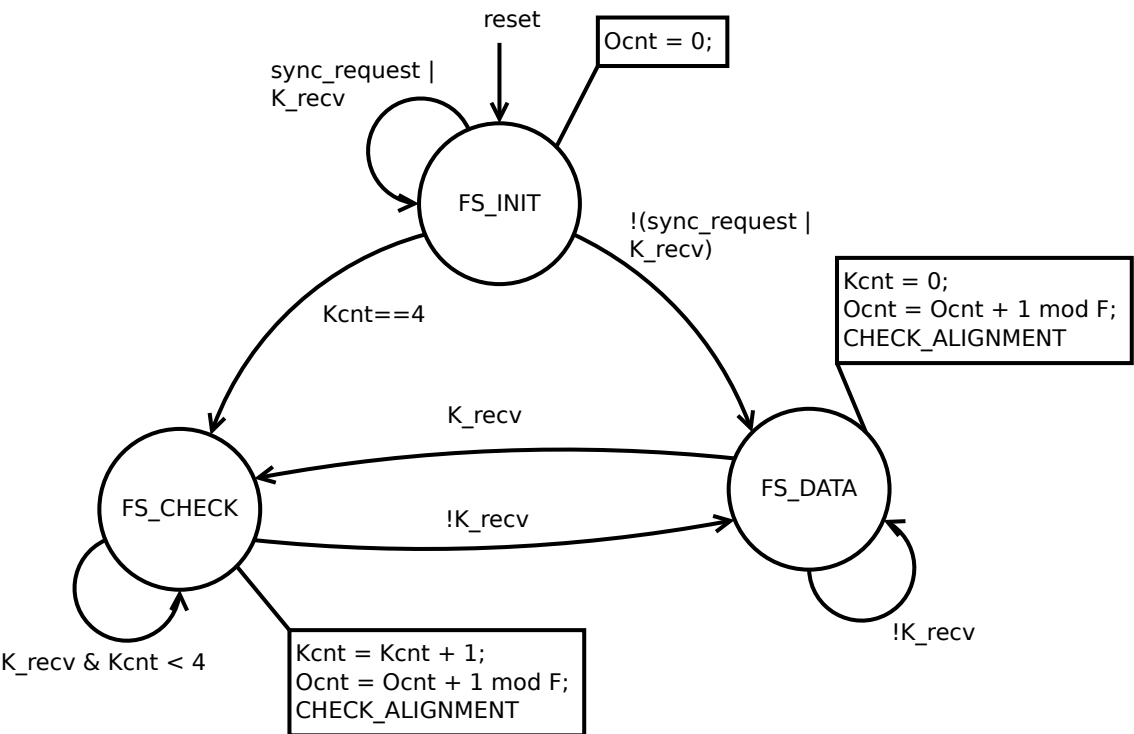 reset
Ocnt = 0;
sync_request |
K_recv
FS_INIT
!(sync_request |
K_recv)
Kcnt = 0;
Ocnt = Ocnt + 1 mod F;
CHECK_ALIGNMENT
Kcnt==4
K_recv
FS_CHECK
FS_DATA
!K_recv
!K_recv
K_recv & Kcnt < 4
Kcnt = Kcnt + 1;
Ocnt = Ocnt + 1 mod F;
CHECK_ALIGNMENT